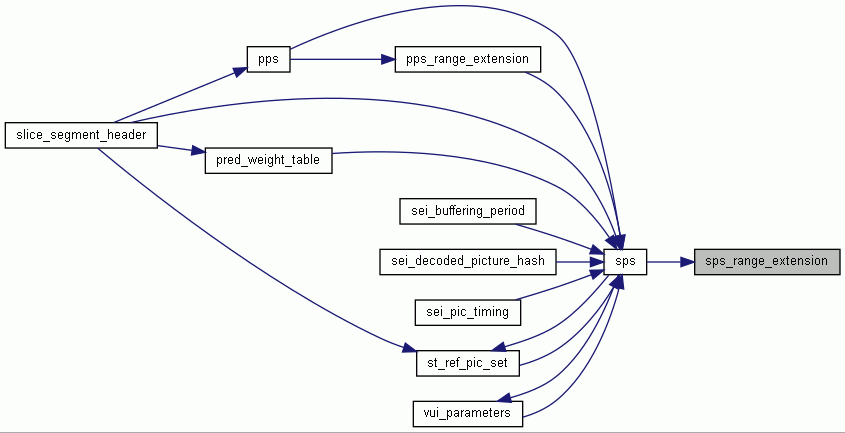 pps
pps_range_extension
slice_segment_header
pred_weight_table
sei_buffering_period
sei_decoded_picture_hash
sps
sps_range_extension
sei_pic_timing
st_ref_pic_set
vui_parameters